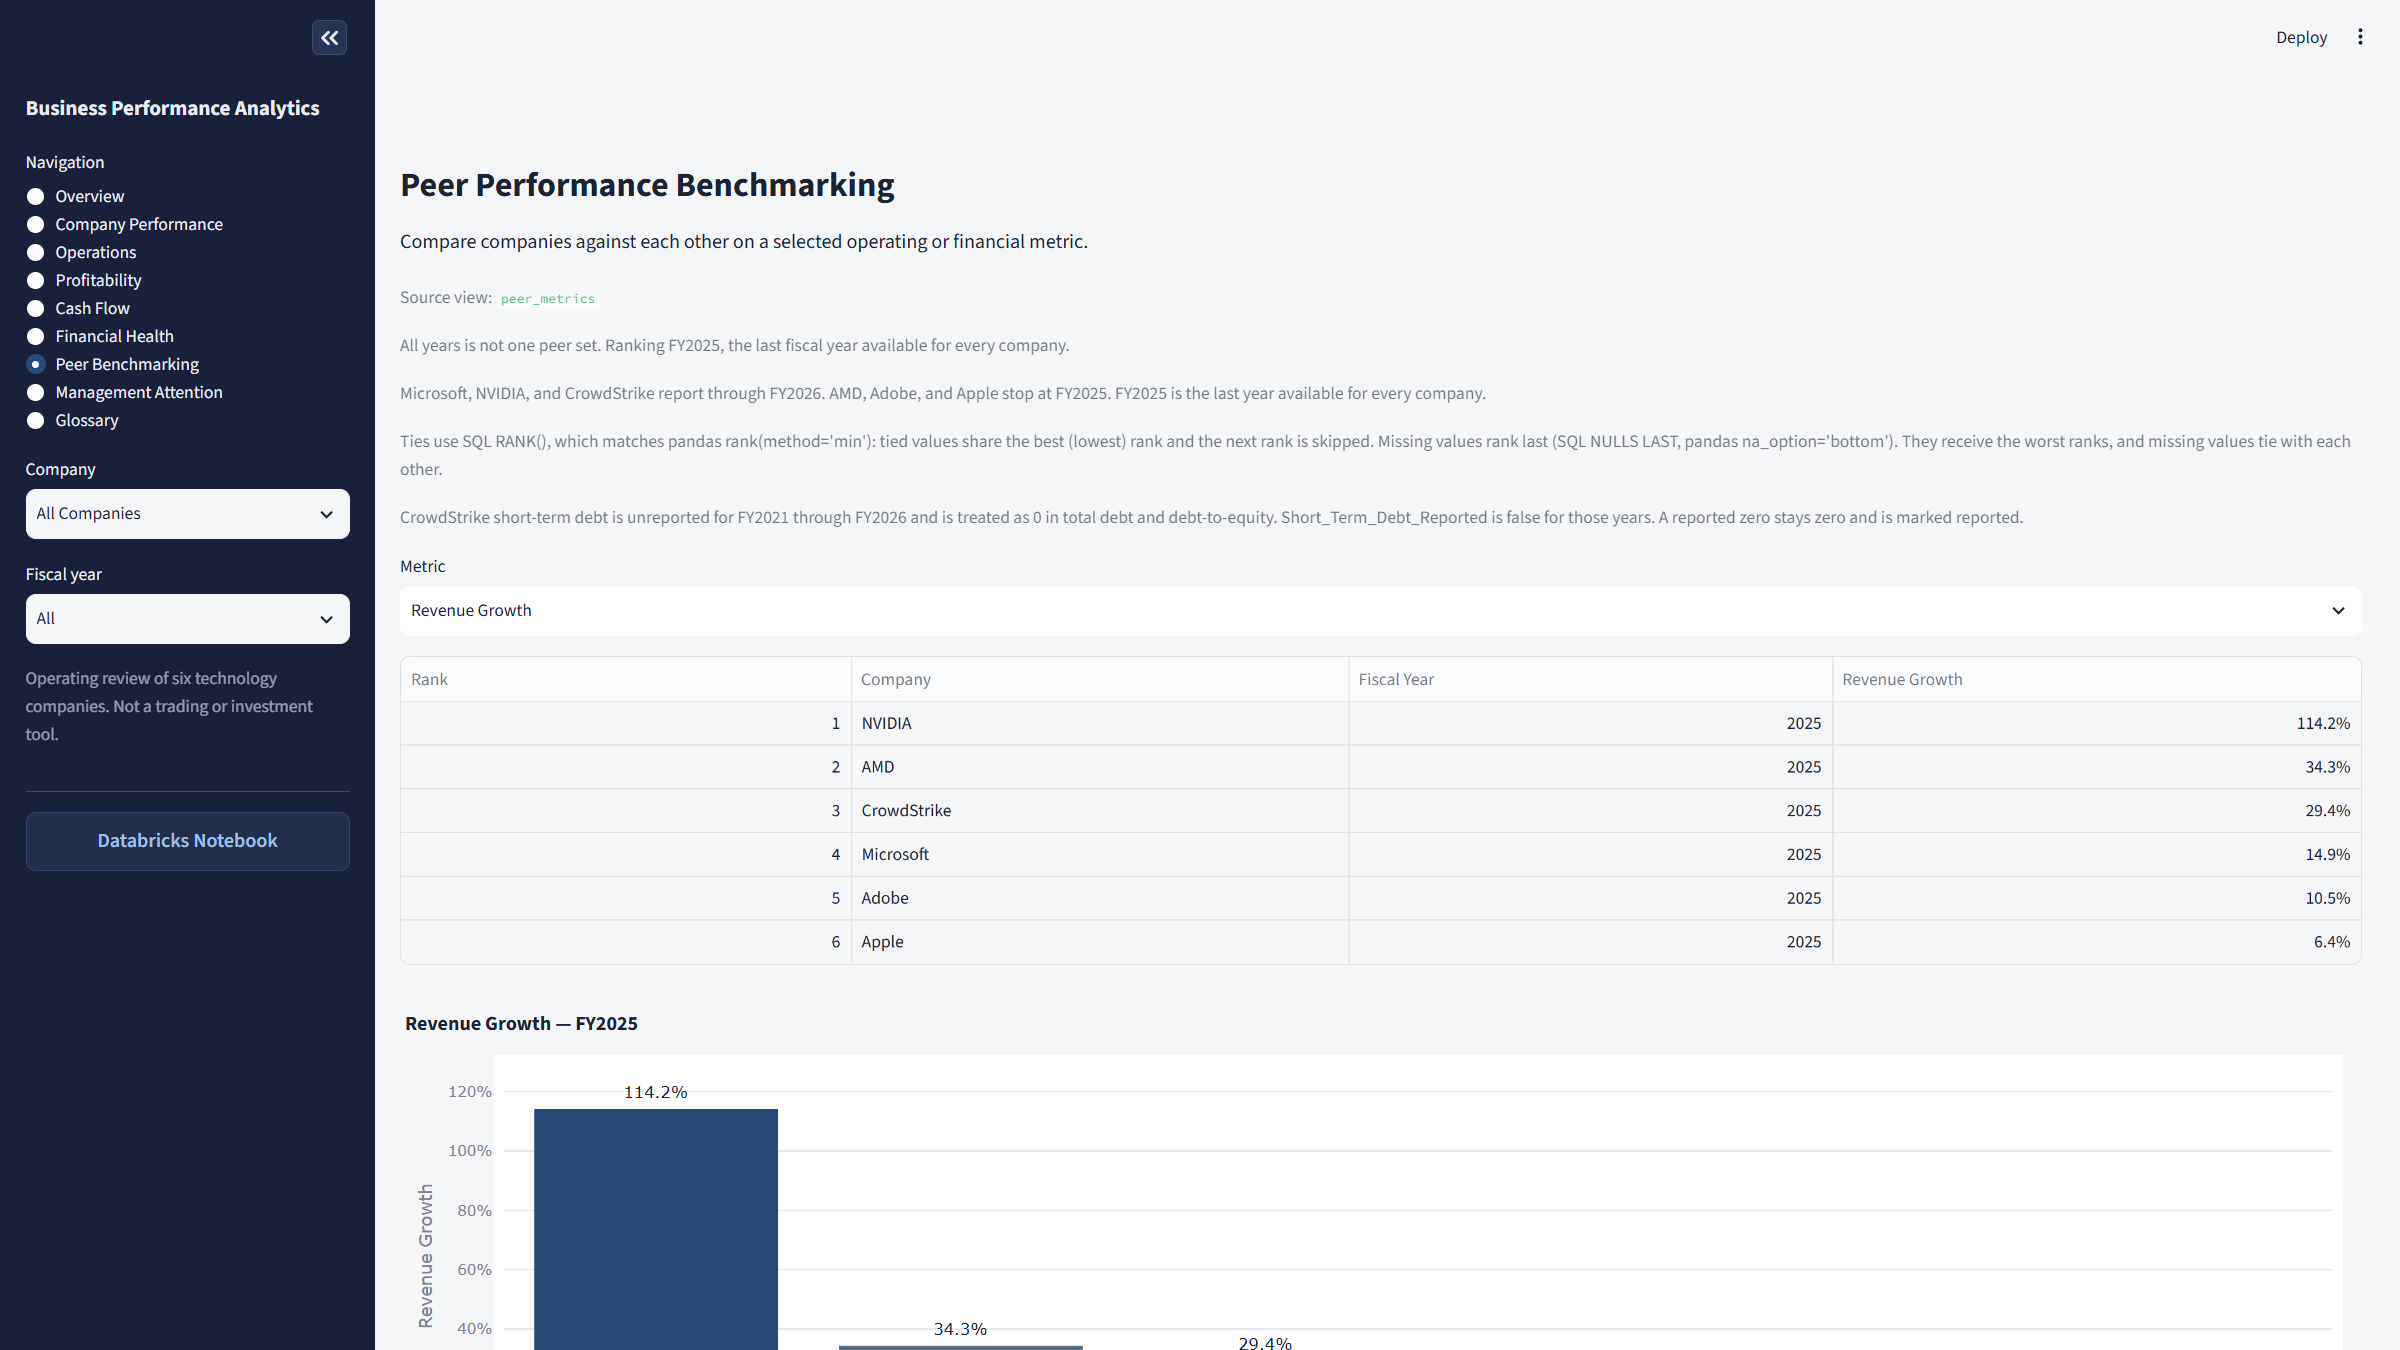 Deploy
Business Performance Analytics
Navigation
Overview
Company Performance
Operations
Profitability
Cash Flow
Financial Health
Peer Benchmarking
Management Attention
Glossary
Company
All Companies
Fiscal year
All
Operating review of six technology
companies. Not a trading or investment
tool.
Databricks Notebook
Peer Performance Benchmarking
Compare companies against each other on a selected operating or financial metric.
Source view: peer_metrics
All years is not one peer set. Ranking FY2025, the last fiscal year available for every company.
Microsoft, NVIDIA, and CrowdStrike report through FY2026. AMD, Adobe, and Apple stop at FY2025. FY2025 is the last year available for every company.
Ties use SQL RANK(), which matches pandas rank(method='min'): tied values share the best (lowest) rank and the next rank is skipped. Missing values rank last (SQL NULLS LAST, pandas na_option='bottom'). They receive the worst ranks, and missing values tie with each
other.
CrowdStrike short-term debt is unreported for FY2021 through FY2026 and is treated as 0 in total debt and debt-to-equity. Short_Term_Debt_Reported is false for those years. A reported zero stays zero and is marked reported.
Metric
Revenue Growth
Rank Company Fiscal Year Revenue Growth
1 NVIDIA 2025 114.2%
2 AMD 2025 34.3%
3 CrowdStrike 2025 29.4%
4 Microsoft 2025 14.9%
5 Adobe 2025 10.5%
6 Apple 2025 6.4%
Revenue Growth — FY2025
120%
114.2%
100%
80%
60%
40%
Revenue Growth
34.3%
29.4%